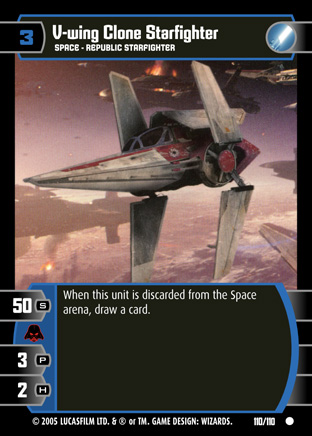 3
V-wing Clone Starfighter
SPACE - REPUBLIC STARFIGHTER
50 S
When this unit is discarded from the Space
arena, draw a card.
3 P
2 H
© 2005 LUCASFILM LTD. & ® or TM. GAME DESIGN: WIZARDS.
110/110